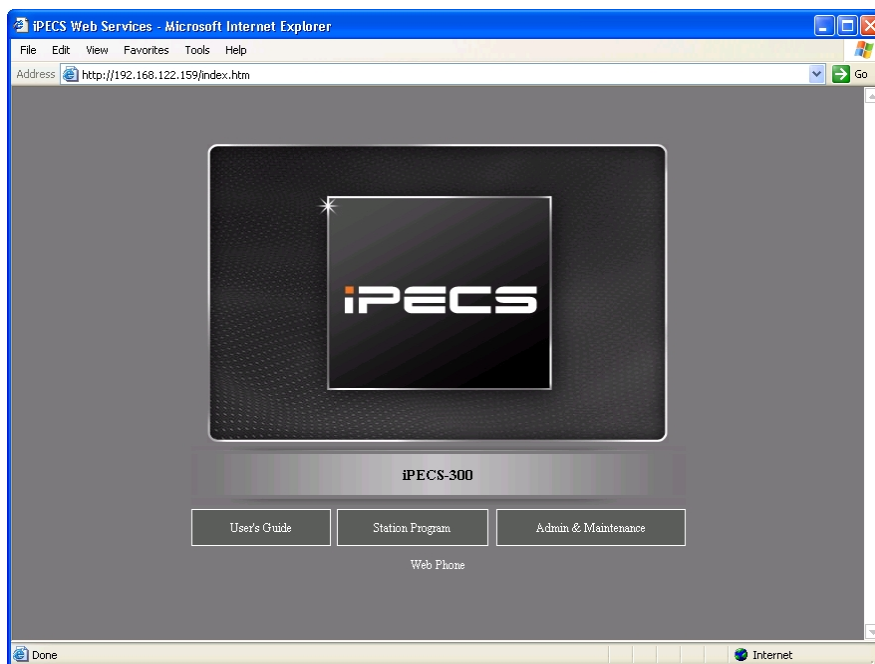 iPECS Web Services - Microsoft Internet Explorer
File Edit View Favorites Tools Help
Address http://192.168.122.159/index.htm Go
iPECS
iPECS-300
User's Guide Station Program Admin & Maintenance
Web Phone
Done Internet